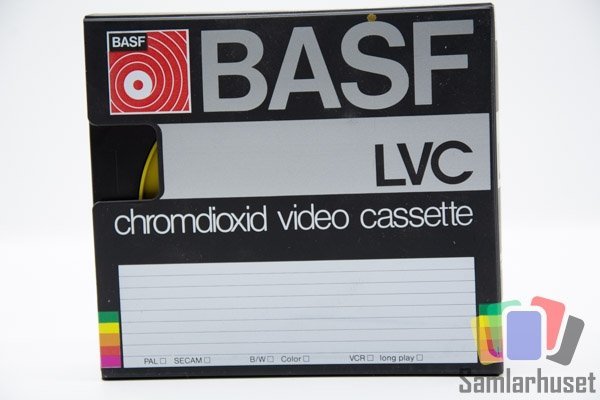 BASF
BASF
LVC
chromdioxid video cassette
PAL □ SECAM □ B/W □ Color □ VCR □ long play □
Samlarhuset